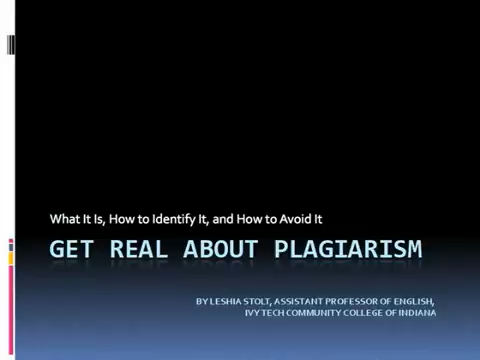 What It Is, How to Identify It, and How to Avoid It
GET REAL ABOUT PLAGIARISM
BY LESHIA STOLT, ASSISTANT PROFESSOR OF ENGLISH,
IVY TECH COMMUNITY COLLEGE OF INDIANA